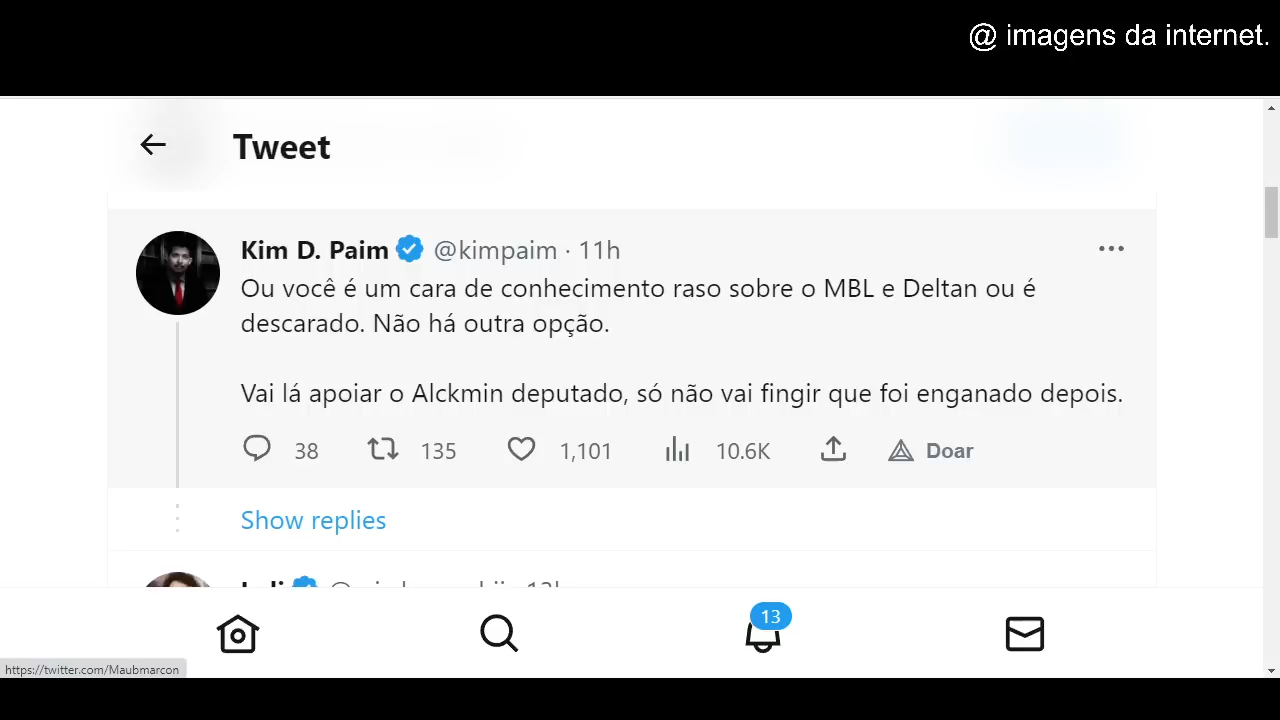 @ imagens da internet.
Tweet
Kim D. Paim @kimpaim · 11h
Ou você é um cara de conhecimento raso sobre o MBL e Deltan ou é
descarado. Não há outra opção.
Vai lá apoiar o Alckmin deputado, só não vai fingir que foi enganado depois.
38 135 1,101 10.6K Doar
Show replies
13
https://twitter.com/Maubmarcon